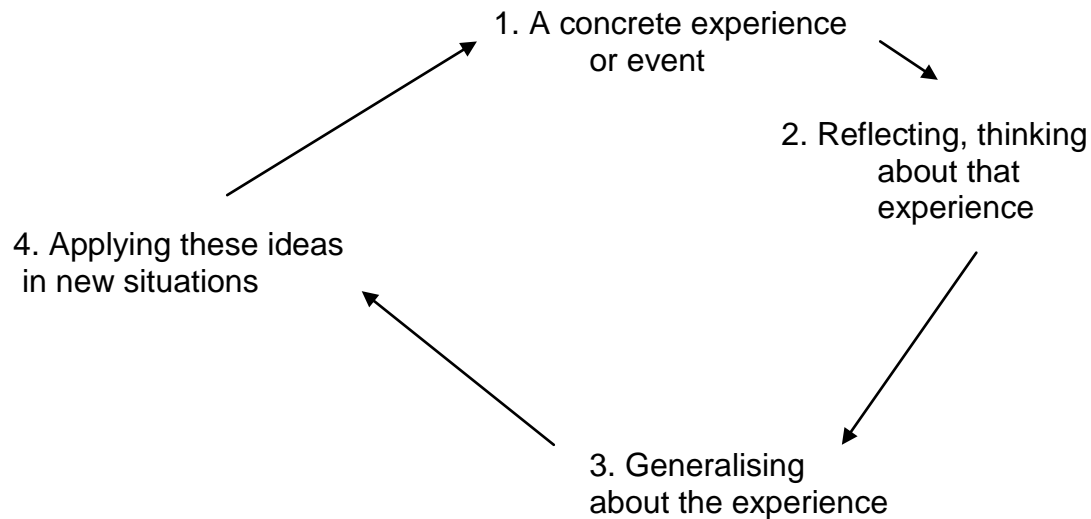 1. A concrete experience
or event
2. Reflecting, thinking
about that
experience
3. Generalising
about the experience
4. Applying these ideas
in new situations